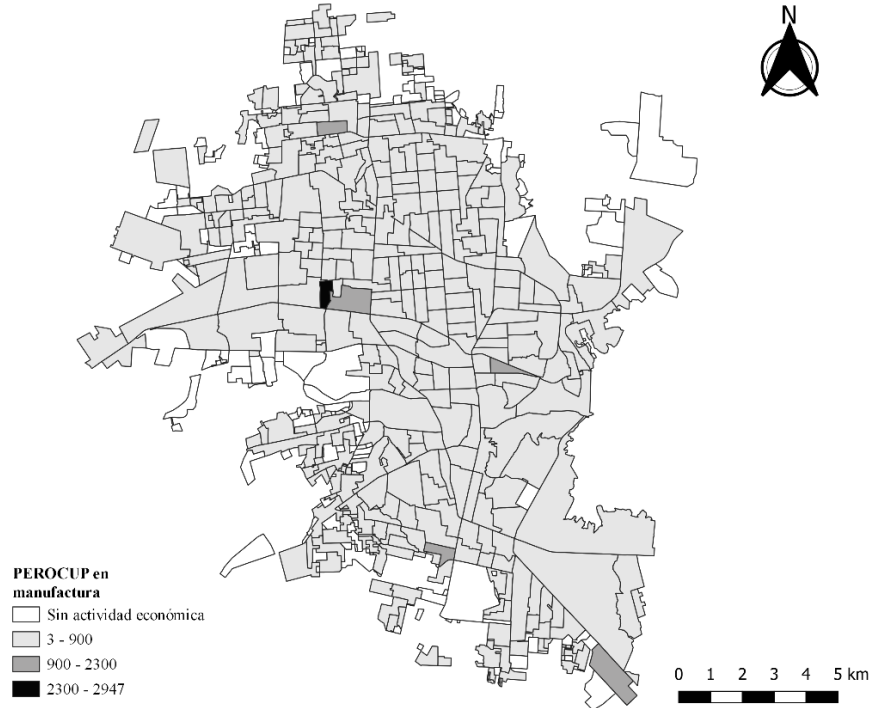 N
PEROCUP en
manufactura
Sin actividad económica
3 - 900
900 - 2300
2300 - 2947
0 1 2 3 4 5 km